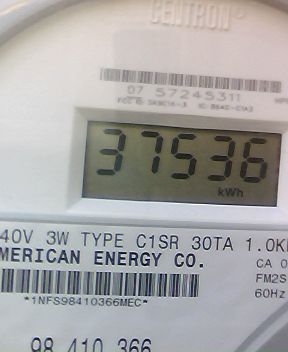 CENTRON®
07 57245311
37536
kWh
40V 3W TYPE C1SR 30TA 1.0K
MERICAN ENERGY CO.
CA 0
FM2S
*1NFS98410366MEC*
60Hz
98 410 366